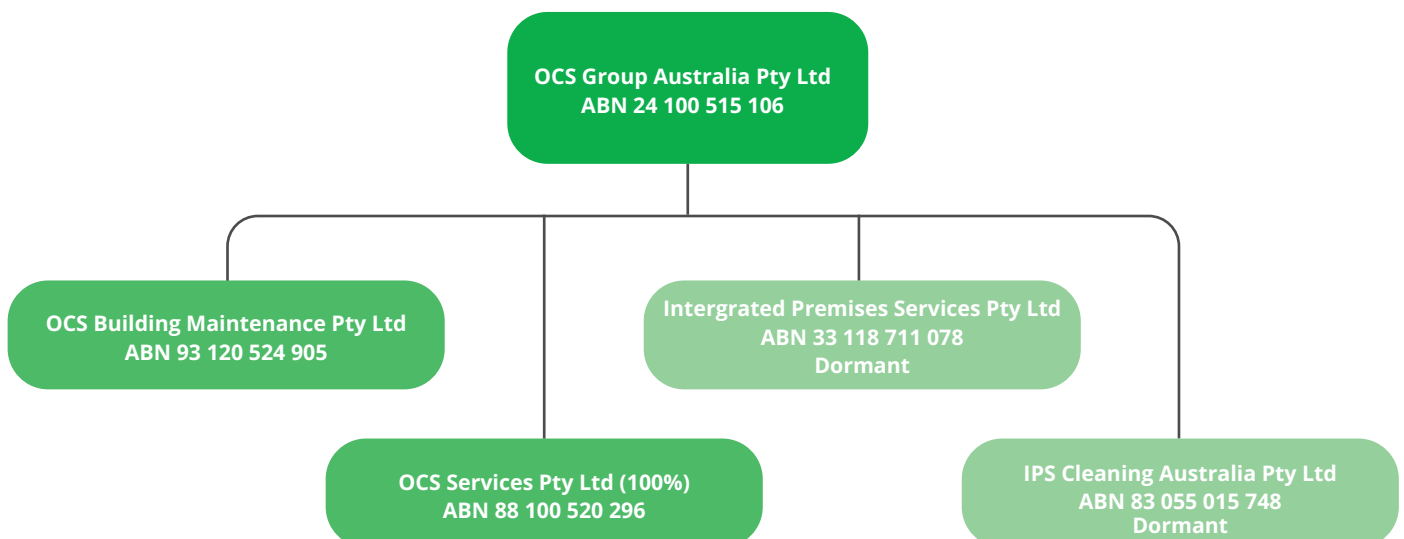 OCS Group Australia Pty Ltd
ABN 24 100 515 106
OCS Building Maintenance Pty Ltd
ABN 93 120 524 905
Intergrated Premises Services Pty Ltd
ABN 33 118 711 078
Dormant
OCS Services Pty Ltd (100%)
ABN 88 100 520 296
IPS Cleaning Australia Pty Ltd
ABN 83 055 015 748
Dormant